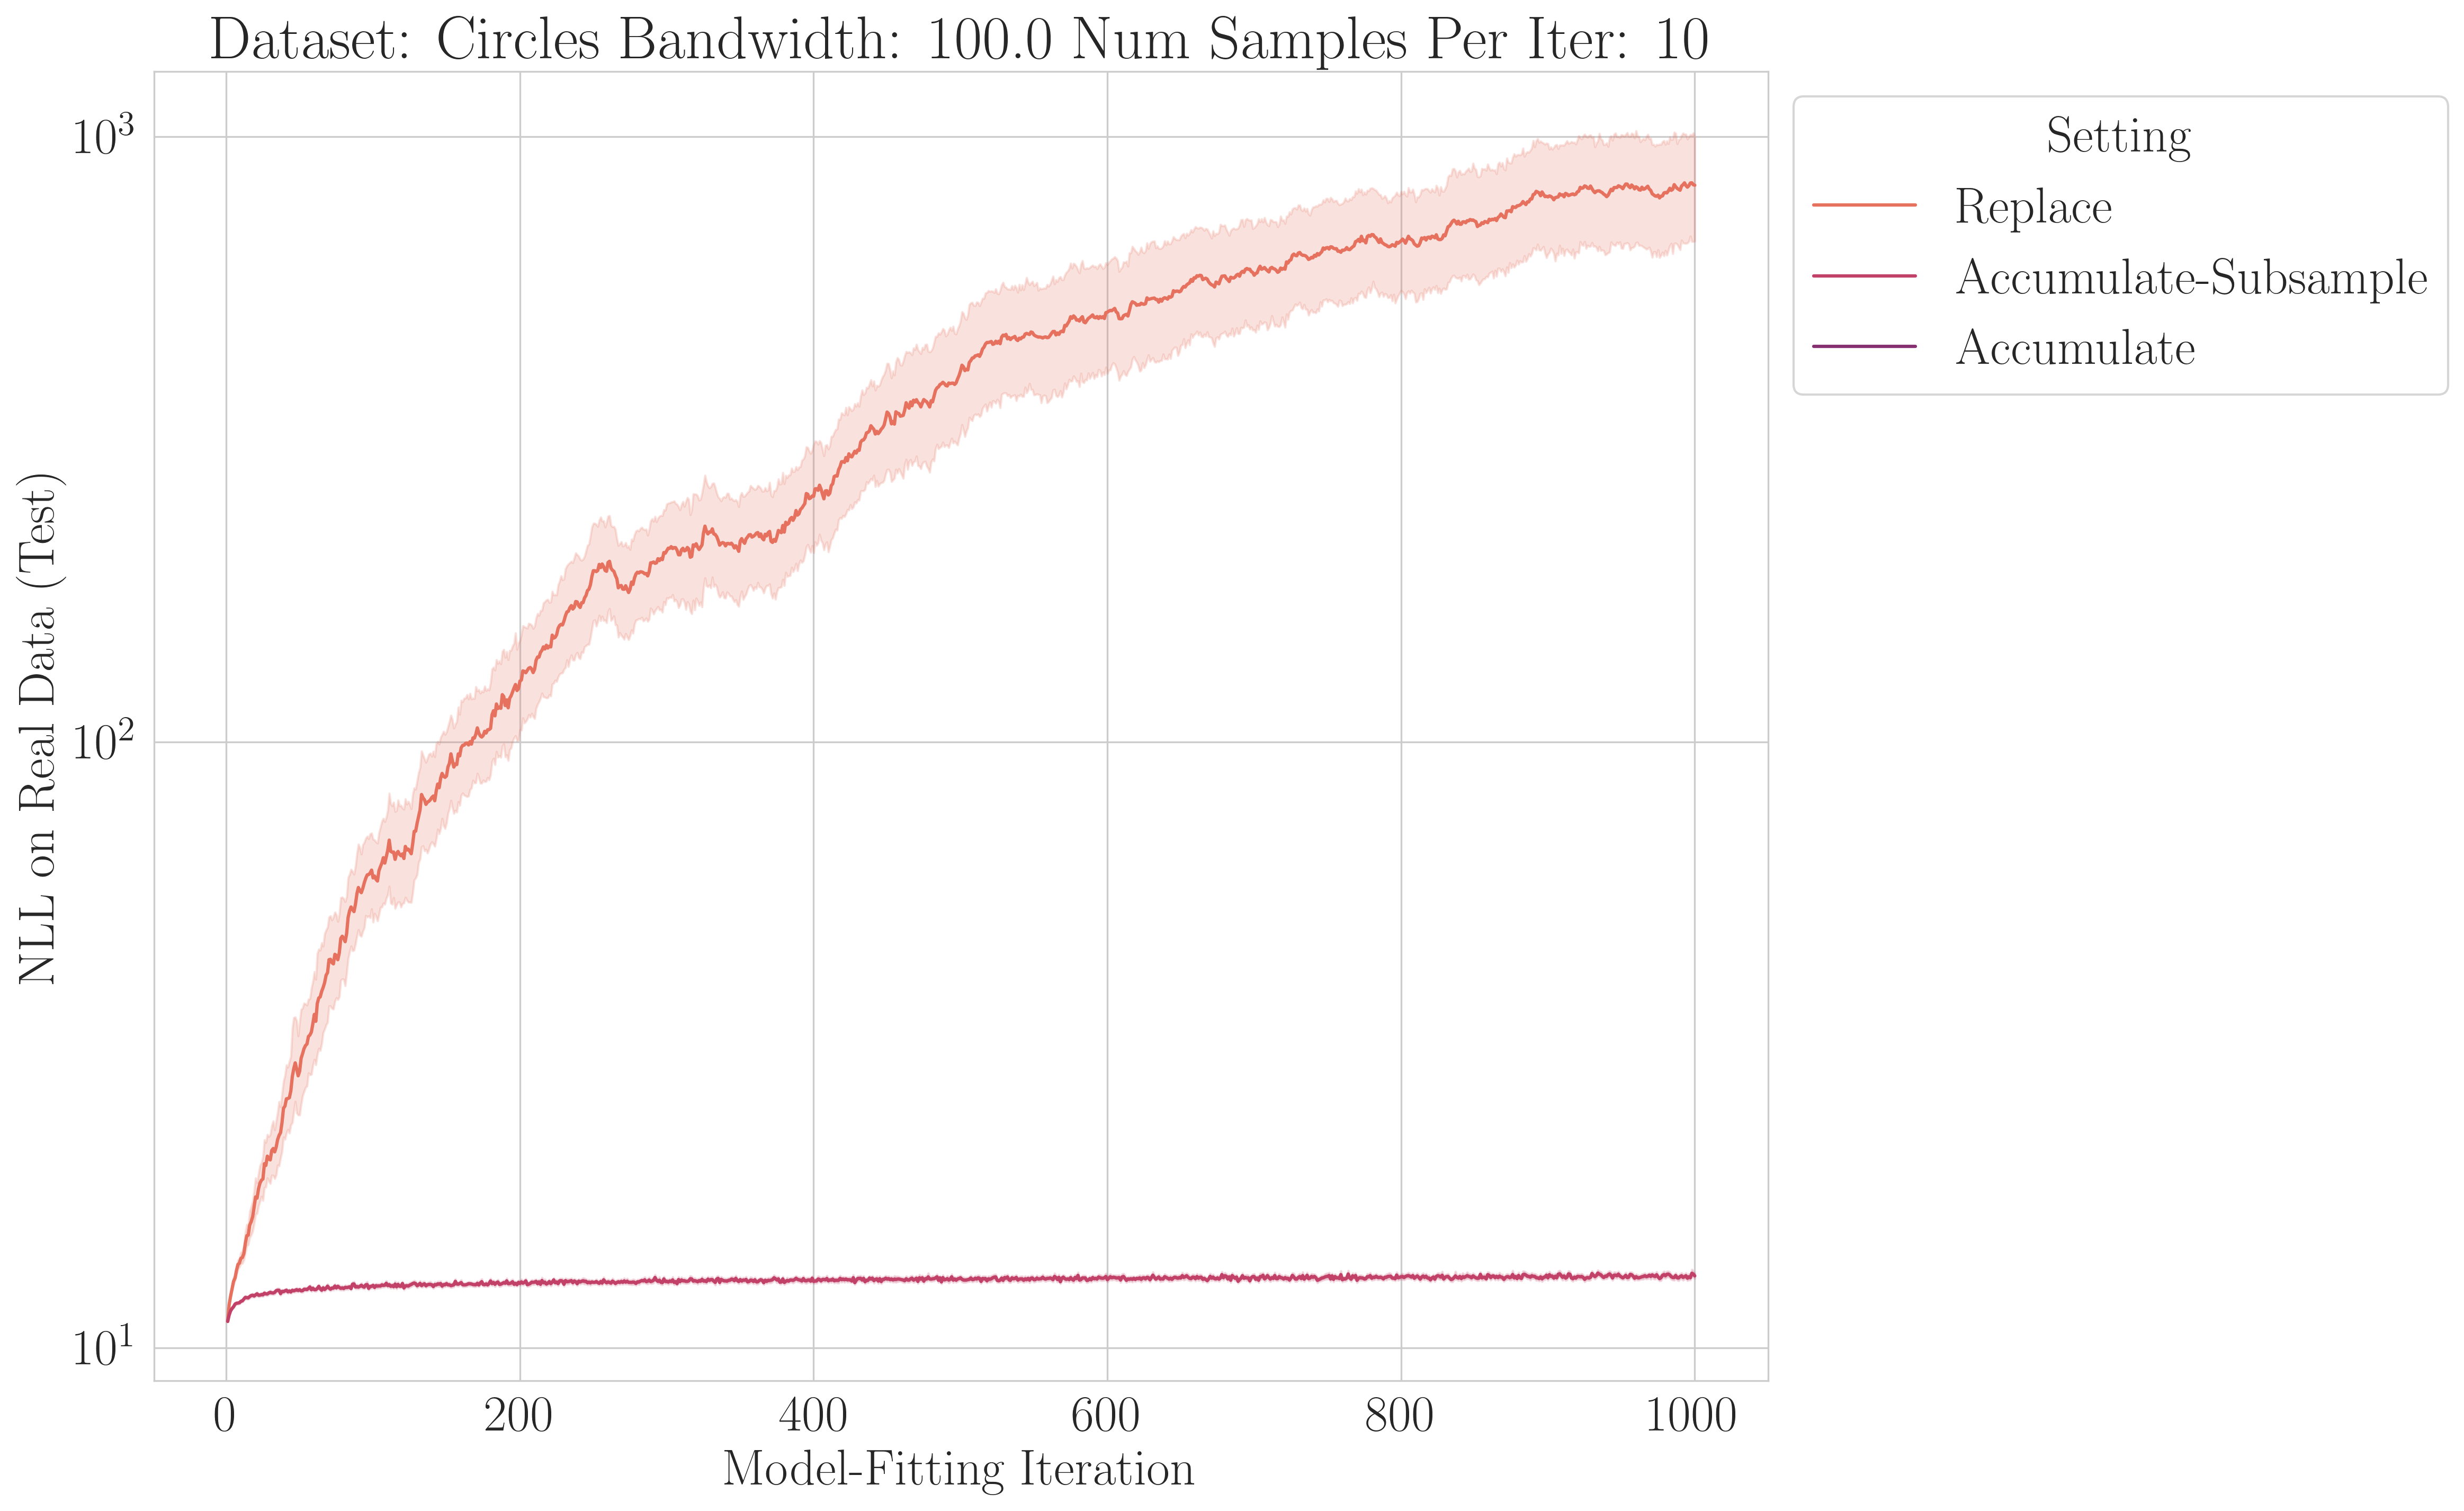 Dataset: Circles Bandwidth: 100.0 Num Samples Per Iter: 10
NLL on Real Data (Test)
10^3
10^2
10^1
0 200 400 600 800 1000
Model-Fitting Iteration
Setting
Replace
Accumulate-Subsample
Accumulate